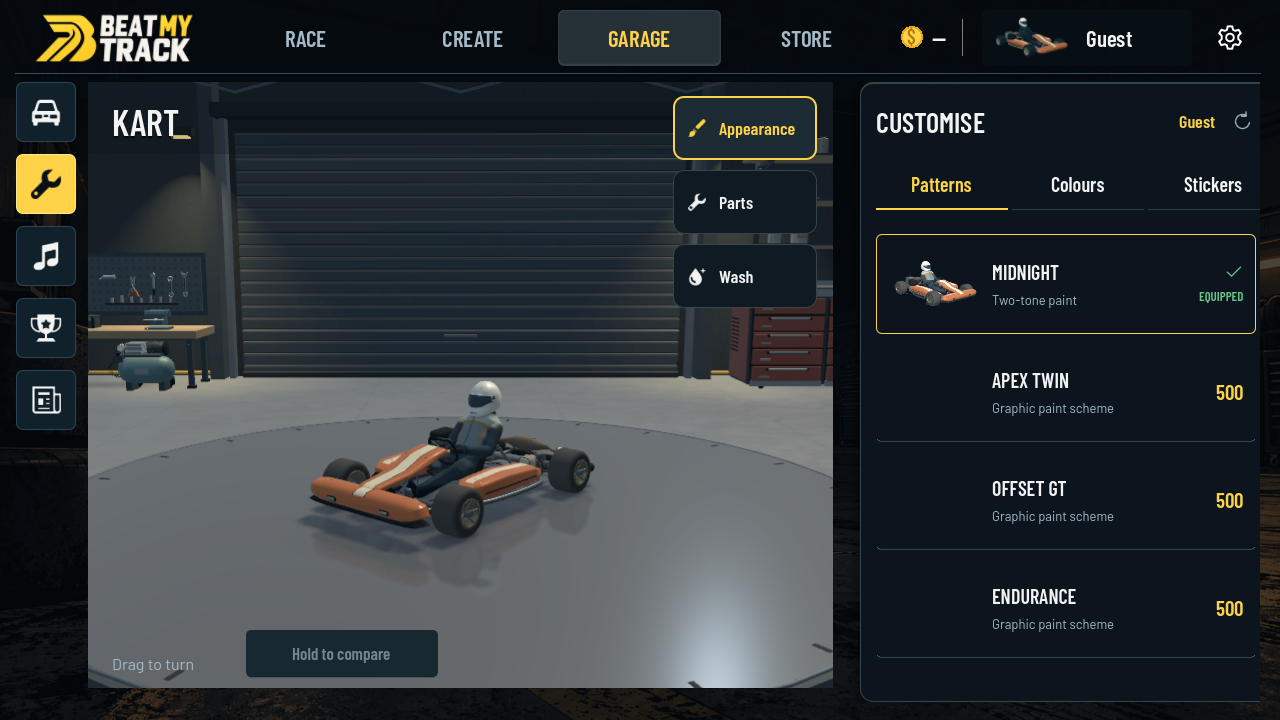 BEAT MY
TRACK
RACE
CREATE
GARAGE
STORE
–
Guest
KART_
Appearance
Parts
Wash
Drag to turn
Hold to compare
CUSTOMISE
Guest
Patterns
Colours
Stickers
MIDNIGHT
Two-tone paint
EQUIPPED
APEX TWIN
Graphic paint scheme
500
OFFSET GT
Graphic paint scheme
500
ENDURANCE
Graphic paint scheme
500